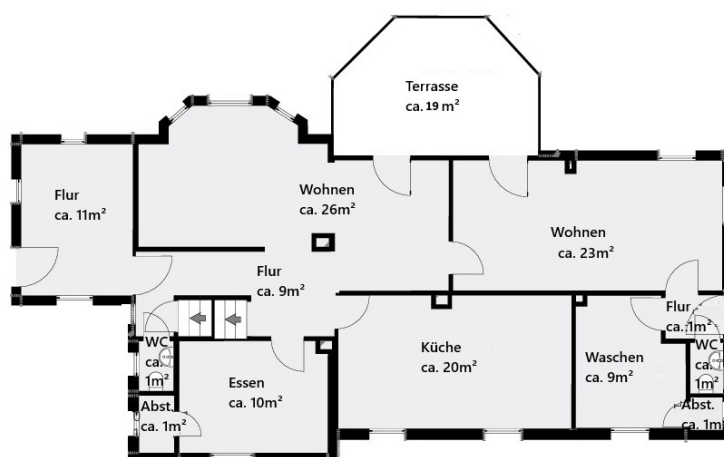 Terrasse
ca. 19 m²
Flur
ca. 11m²
Wohnen
ca. 26m²
Wohnen
ca. 23m²
Flur
ca. 9m²
Flur
ca. 1m²
WC
ca.
1m²
Küche
ca. 20m²
Waschen
ca. 9m²
WC
ca.
1m²
Essen
ca. 10m²
Abst.
ca. 1m²
Abst.
ca. 1m²